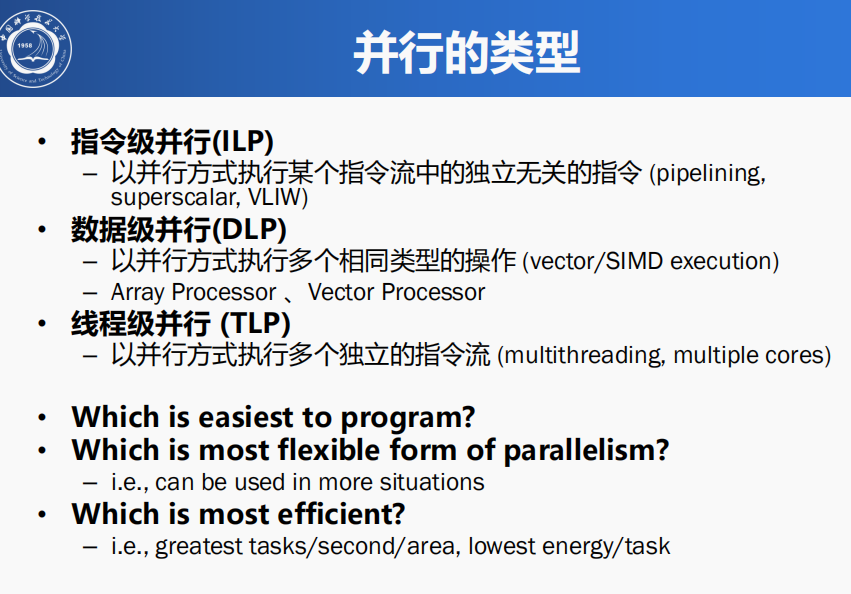 并行的类型
1958
• 指令级并行(ILP)
– 以并行方式执行某个指令流中的独立无关的指令 (pipelining,
superscalar, VLIW)
• 数据级并行(DLP)
– 以并行方式执行多个相同类型的操作 (vector/SIMD execution)
– Array Processor 、Vector Processor
• 线程级并行 (TLP)
– 以并行方式执行多个独立的指令流 (multithreading, multiple cores)
• Which is easiest to program?
• Which is most flexible form of parallelism?
– i.e., can be used in more situations
• Which is most efficient?
– i.e., greatest tasks/second/area, lowest energy/task